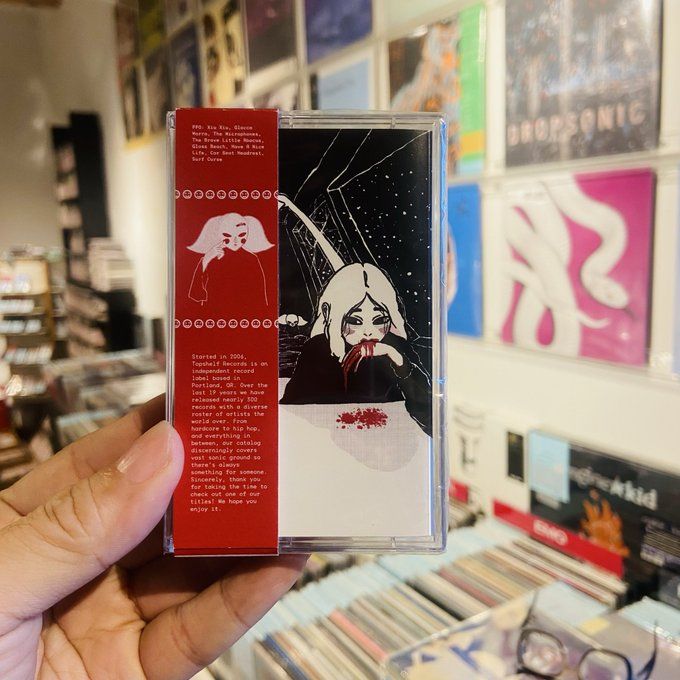 FFO: Xiu Xiu, Glocca
Morra, The Microphones,
The Brave Little Abacus,
Glass Beach, Have A Nice
Life, Car Seat Headrest,
Surf Curse
Started in 2006,
Topshelf Records is an
independent record
label based in
Portland, OR. Over the
last 19 years we have
released nearly 300
records with a diverse
roster of artists the
world over. From
hardcore to hip hop,
and everything in
between, our catalog
discerningly covers
vast sonic ground so
there's always
something for someone.
Sincerely, thank you
for taking the time to
check out one of our
titles! We hope you
enjoy it.
DROPSONIC
EMO